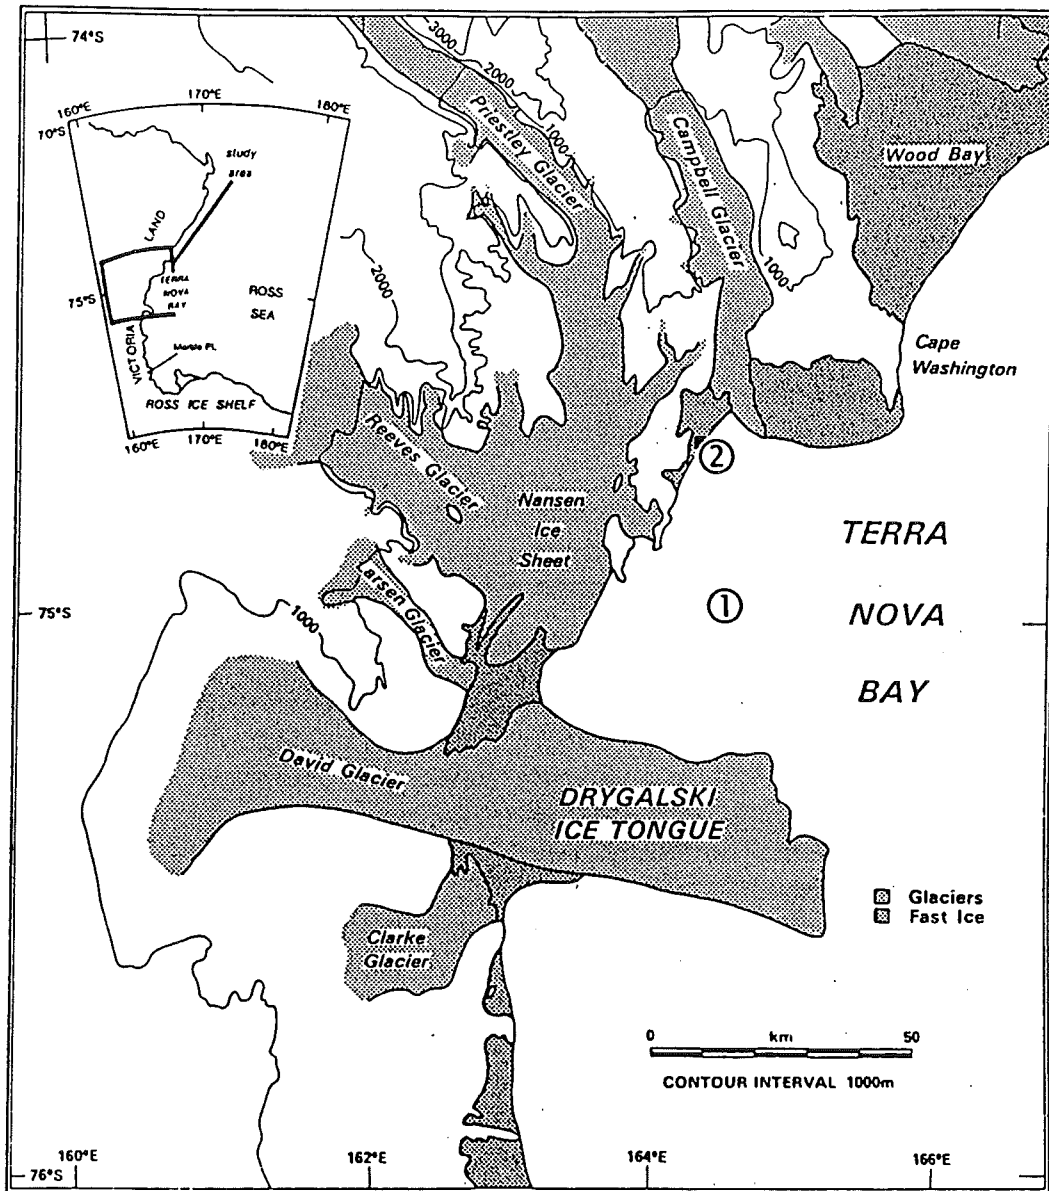 74°S
3000
2000
1000
Priestley Glacier
Campbell Glacier
Wood Bay
1000
160°E
170°E
180°E
70°S
study
area
LAND
TERRA
NOVA
BAY
ROSS
SEA
75°S
VICTORIA
ROSS ICE SHELF
160°E
170°E
180°E
2000
Cape
Washington
Reeves Glacier
②
Nansen
Ice
Sheet
TERRA
NOVA
BAY
①
75°S
Larsen Glacier
1000
David Glacier
DRYGALSKI
ICE TONGUE
Glaciers
Fast Ice
Clarke
Glacier
0 km 50
CONTOUR INTERVAL 1000m
76°S
160°E
162°E
164°E
166°E